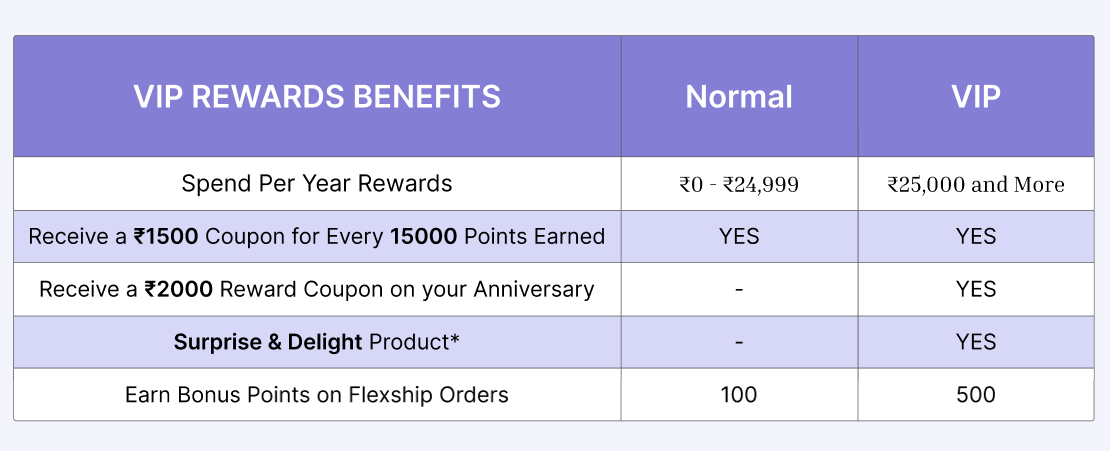 VIP REWARDS BENEFITS Normal VIP
Spend Per Year Rewards ₹0 - ₹24,999 ₹25,000 and More
Receive a ₹1500 Coupon for Every 15000 Points Earned YES YES
Receive a ₹2000 Reward Coupon on your Anniversary - YES
Surprise & Delight Product* - YES
Earn Bonus Points on Flexship Orders 100 500